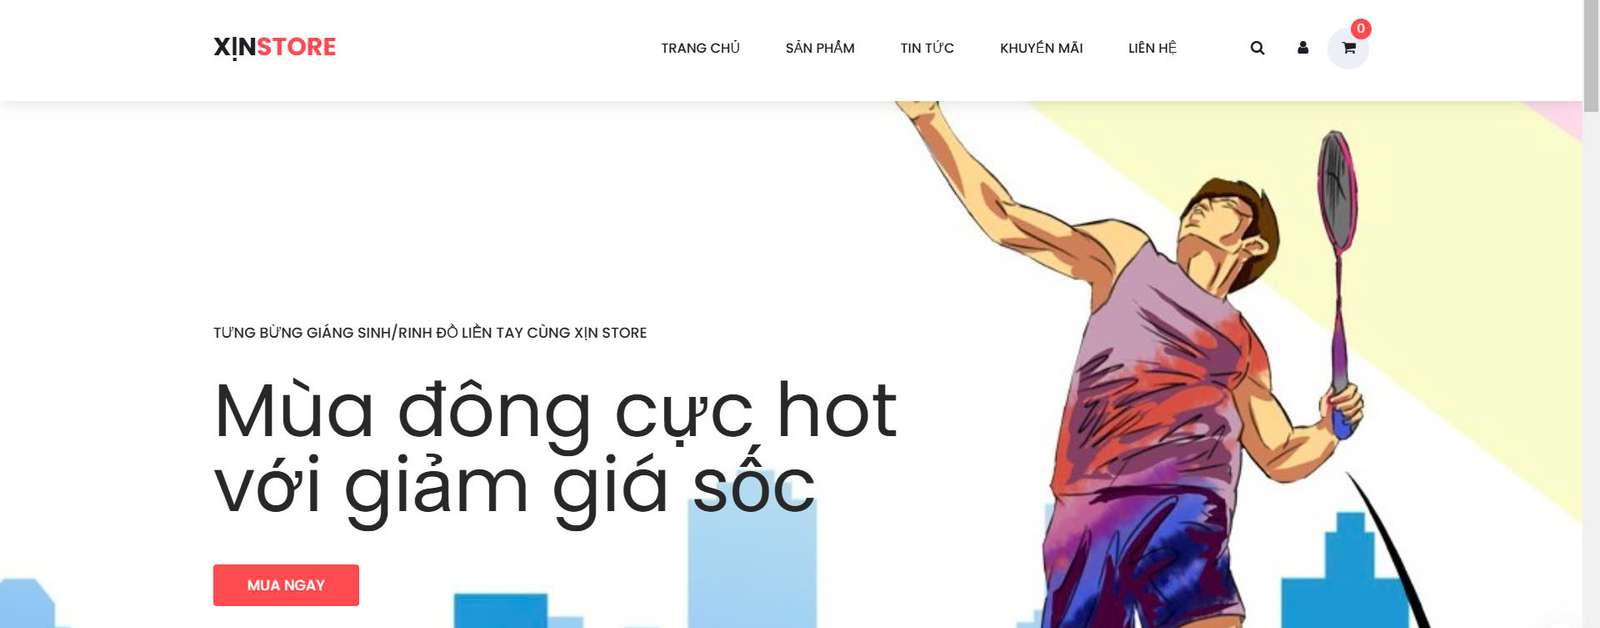 XỊNSTORE
TRANG CHỦ SẢN PHẨM TIN TỨC KHUYẾN MÃI LIÊN HỆ 0
TƯNG BỪNG GIÁNG SINH/RINH ĐỒ LIỀN TAY CÙNG XỊN STORE
Mùa đông cực hot
với giảm giá sốc
MUA NGAY